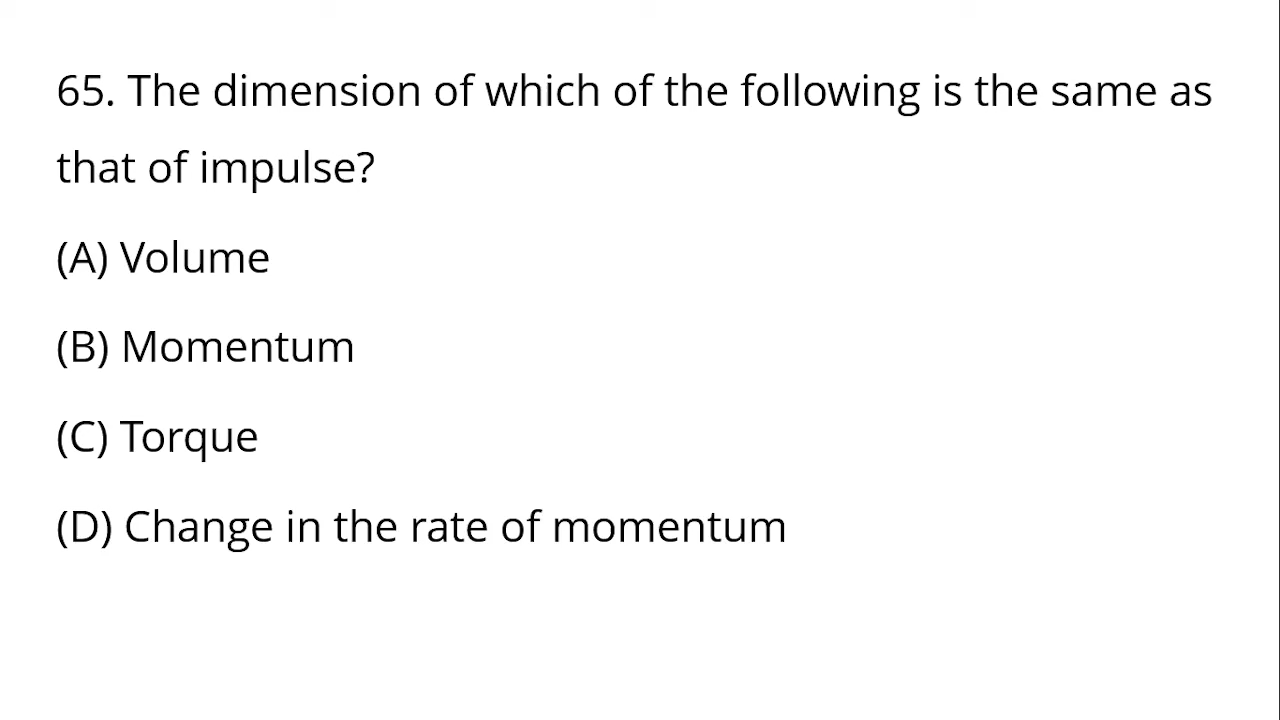 65. The dimension of which of the following is the same as
that of impulse?
(A) Volume
(B) Momentum
(C) Torque
(D) Change in the rate of momentum